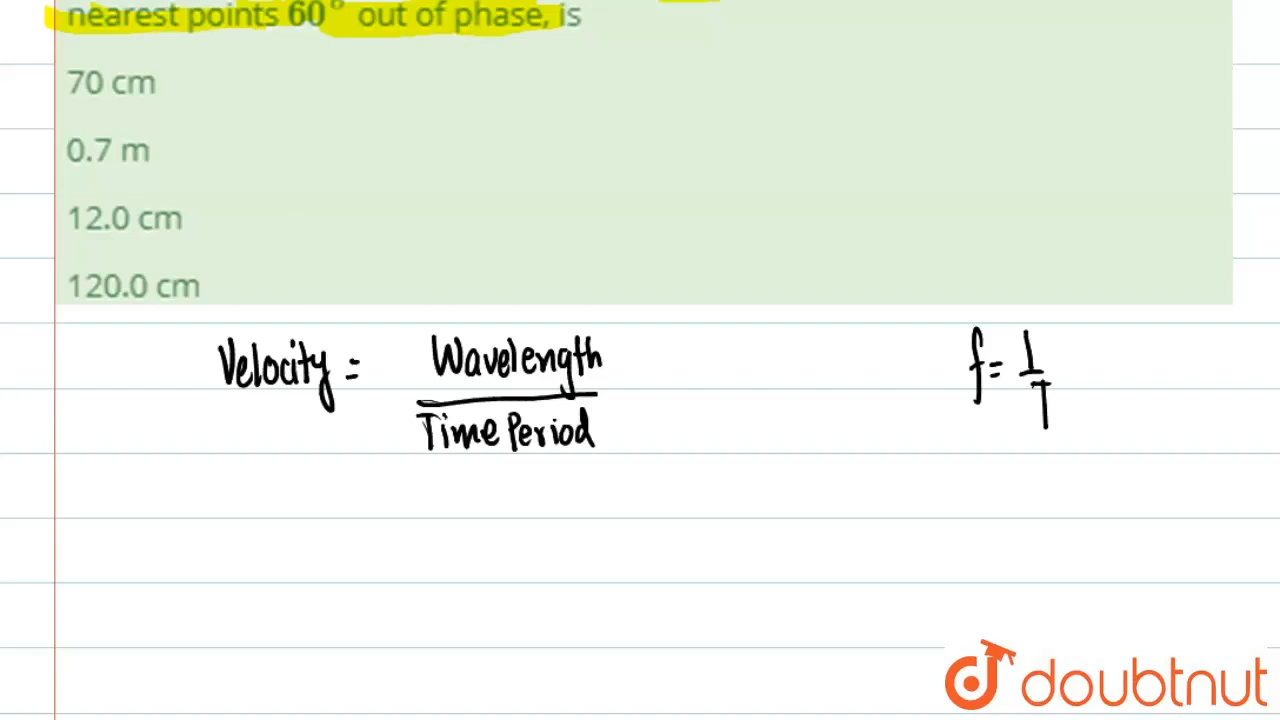 nearest points 60° out of phase, is
70 cm
0.7 m
12.0 cm
120.0 cm
Velocity = Wavelength / Time Period
f = 1 / T
doubtnut